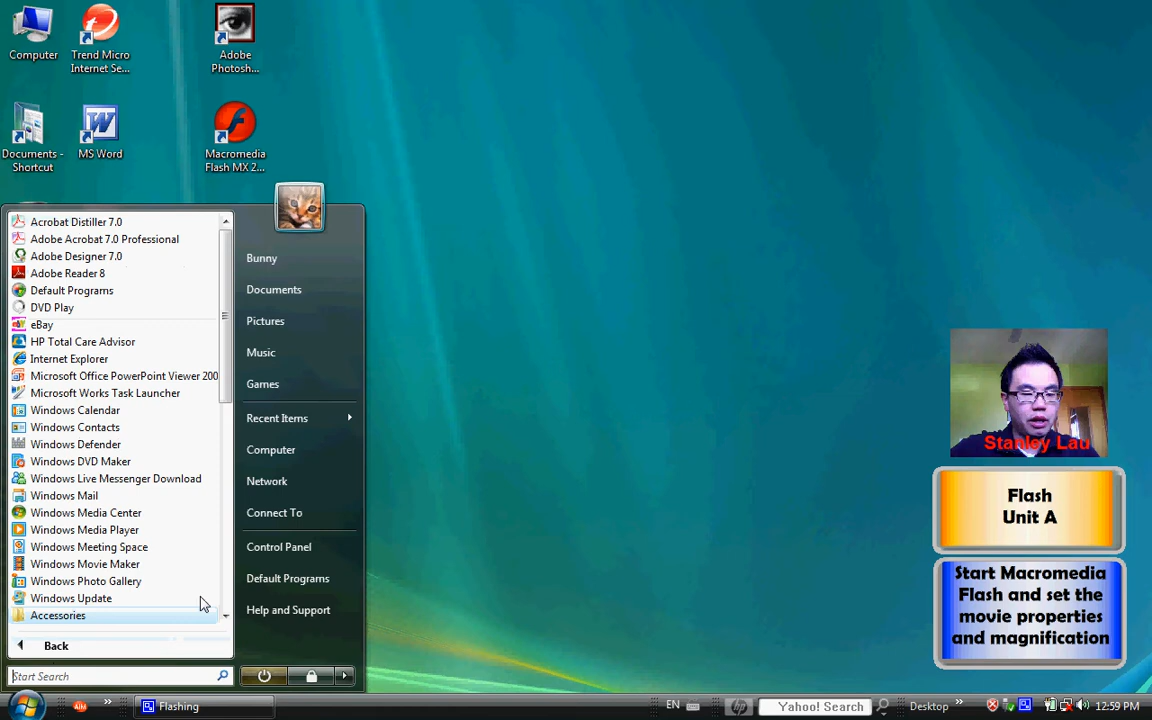 Computer
Trend Micro
Internet Se...
Adobe
Photosh...
Documents -
Shortcut
MS Word
Macromedia
Flash MX 2...
Acrobat Distiller 7.0
Adobe Acrobat 7.0 Professional
Adobe Designer 7.0
Adobe Reader 8
Default Programs
DVD Play
eBay
HP Total Care Advisor
Internet Explorer
Microsoft Office PowerPoint Viewer 200
Microsoft Works Task Launcher
Windows Calendar
Windows Contacts
Windows Defender
Windows DVD Maker
Windows Live Messenger Download
Windows Mail
Windows Media Center
Windows Media Player
Windows Meeting Space
Windows Movie Maker
Windows Photo Gallery
Windows Update
Accessories
Back
Start Search
Bunny
Documents
Pictures
Music
Games
Recent Items
Computer
Network
Connect To
Control Panel
Default Programs
Help and Support
Stanley Lau
Flash
Unit A
Start Macromedia
Flash and set the
movie properties
and magnification
AIM
Flashing
EN
hp
Yahoo! Search
Desktop
12:59 PM